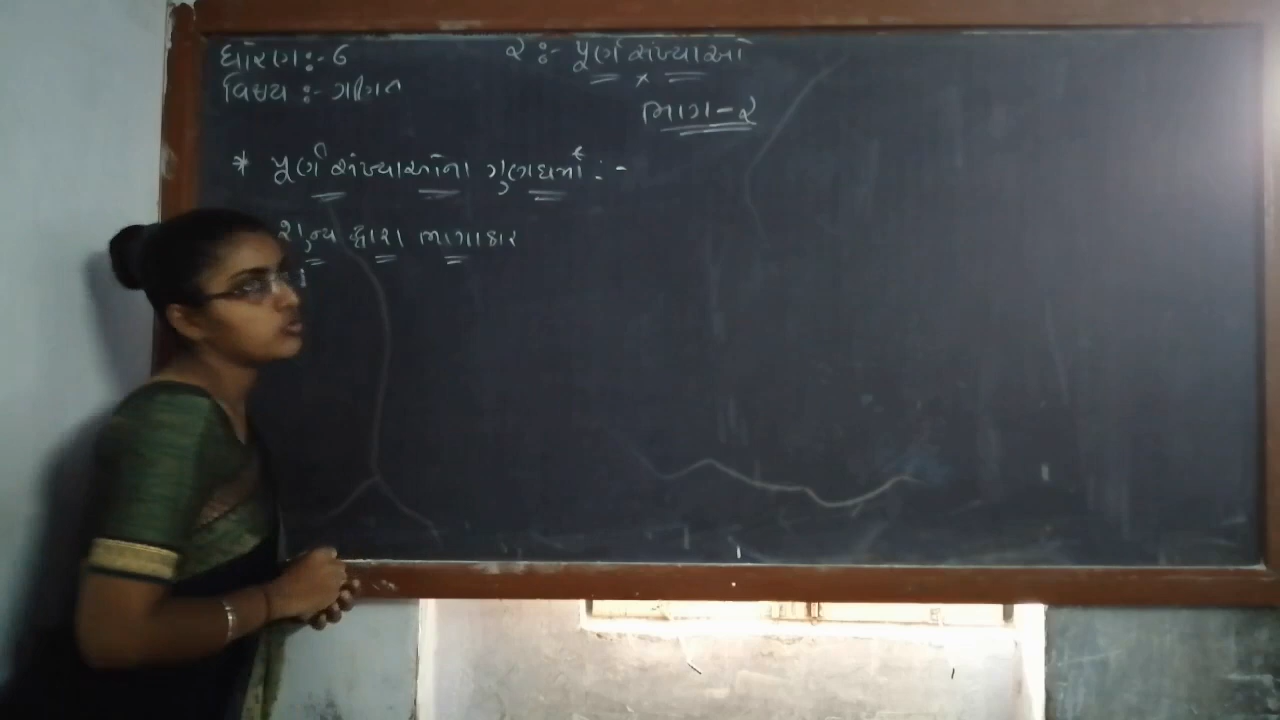 ધોરણ :- 6
૨ :- પૂર્ણ સંખ્યાઓ
વિષય :- ગણિત
ભાગ - ૨
* પૂર્ણ સંખ્યાઓના ગુણધર્મો : -
શૂન્ય દ્વારા ભાગાકાર